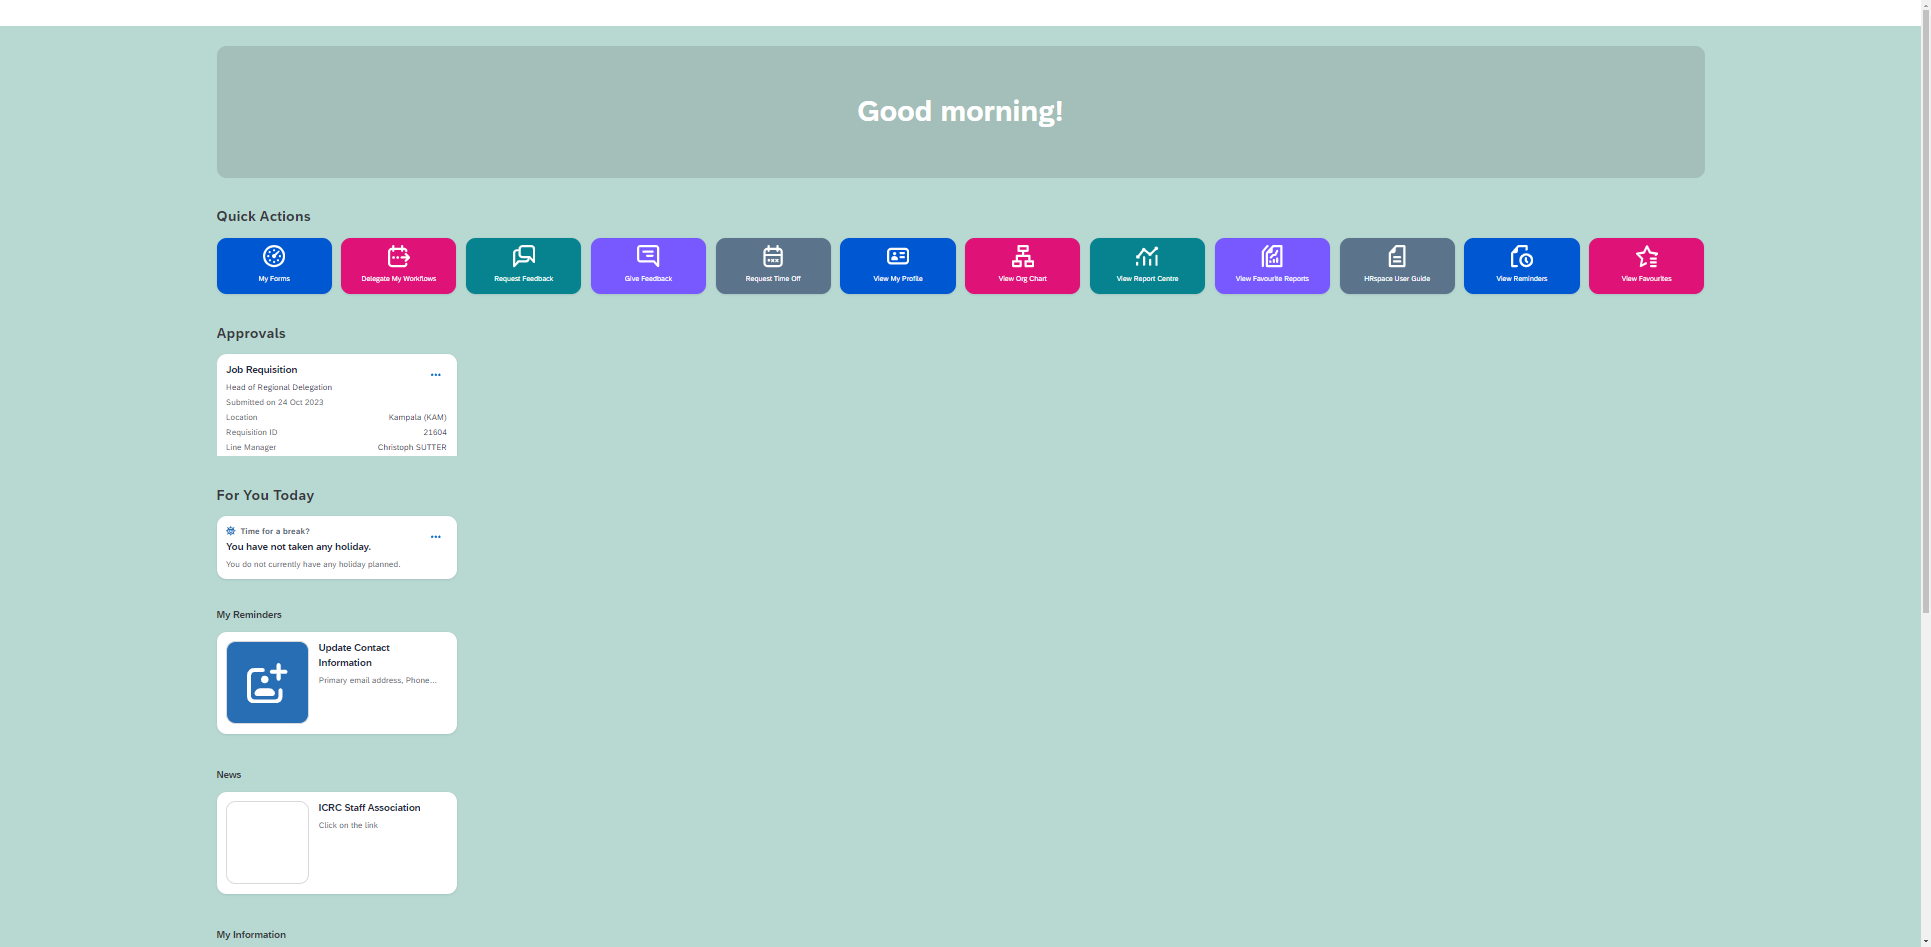 Good morning!
Quick Actions
My Forms
Delegate My Workflows
Request Feedback
Give Feedback
Request Time Off
View My Profile
View Org Chart
View Report Centre
View Favourite Reports
HRspace User Guide
View Reminders
View Favourites
Approvals
Job Requisition
Head of Regional Delegation
Submitted on 24 Oct 2023
Location Kampala (KAM)
Requisition ID 21604
Line Manager Christoph SUTTER
For You Today
Time for a break?
You have not taken any holiday.
You do not currently have any holiday planned.
My Reminders
Update Contact
Information
Primary email address, Phone...
News
ICRC Staff Association
Click on the link
My Information